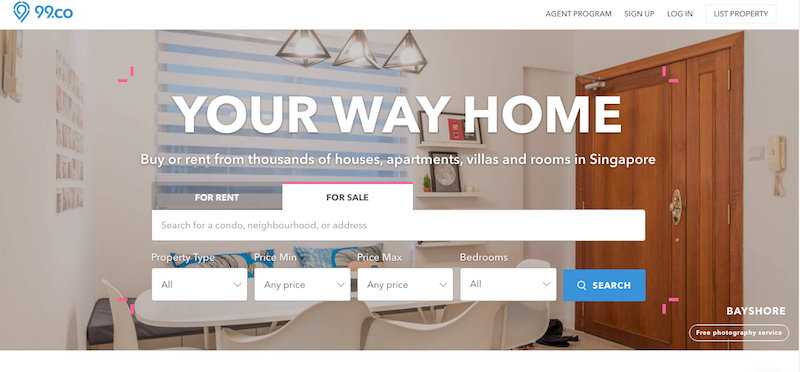 99.co
AGENT PROGRAM SIGN UP LOG IN LIST PROPERTY
YOUR WAY HOME
Buy or rent from thousands of houses, apartments, villas and rooms in Singapore
FOR RENT FOR SALE
Search for a condo, neighbourhood, or address
Property Type Price Min Price Max Bedrooms
All Any price Any price All SEARCH
BAYSHORE
Free photography service